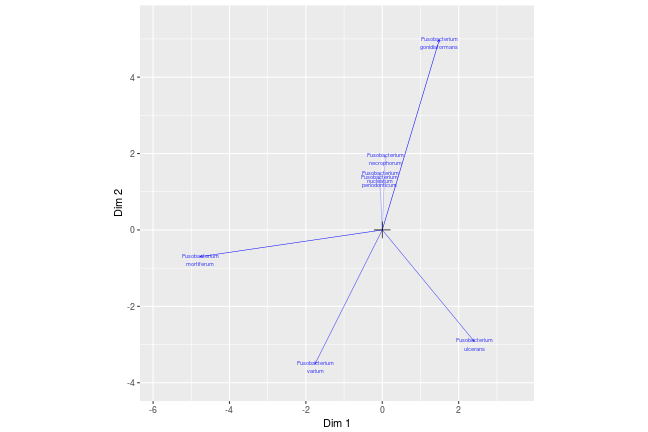 Fusobacterium
gonidiaformans
4
Fusobacterium
necrophorum
2
Fusobacterium
Fusobacterium
nucleatum
periodonticum
Dim 2
0
Fusobacterium
mortiferum
-2
Fusobacterium
ulcerans
Fusobacterium
varium
-4
-6 -4 -2 0 2
Dim 1